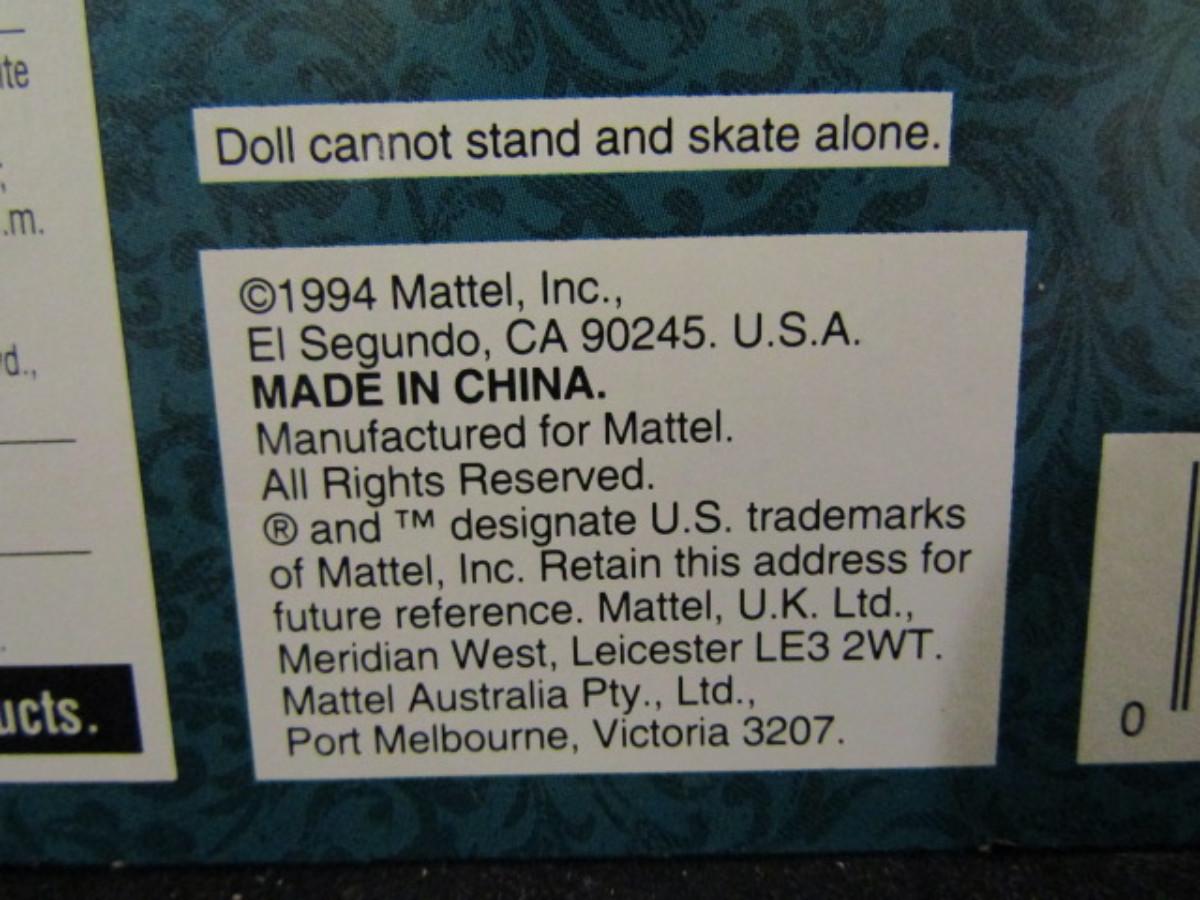 .m.
Doll cannot stand and skate alone.
©1994 Mattel, Inc.,
El Segundo, CA 90245. U.S.A.
MADE IN CHINA.
Manufactured for Mattel.
All Rights Reserved.
® and ™ designate U.S. trademarks
of Mattel, Inc. Retain this address for
future reference. Mattel, U.K. Ltd.,
Meridian West, Leicester LE3 2WT.
Mattel Australia Pty., Ltd.,
Port Melbourne, Victoria 3207.
0